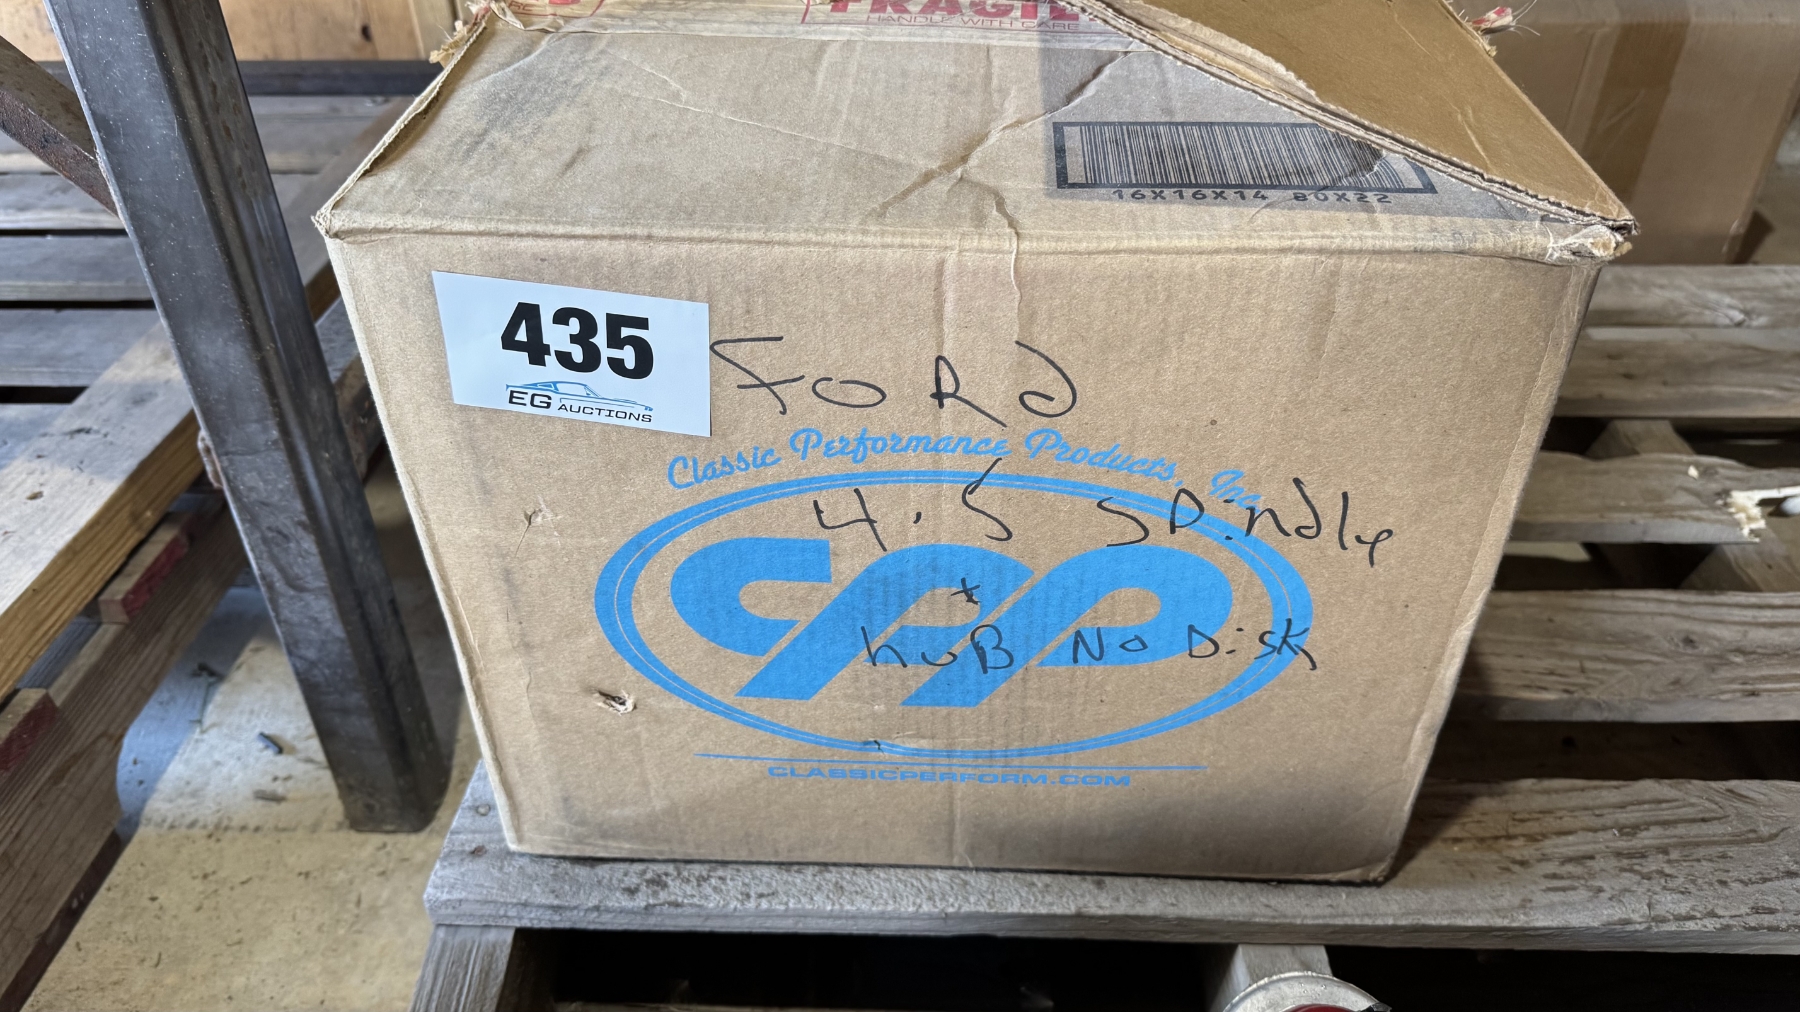 FRAGILE
HANDLE WITH CARE
16X16X14 80X22
435
EG AUCTIONS
FORd
Classic Performance Products, Inc.
4.5 SPindle
+
huB No Disk
CPP
CLASSICPERFORM.COM